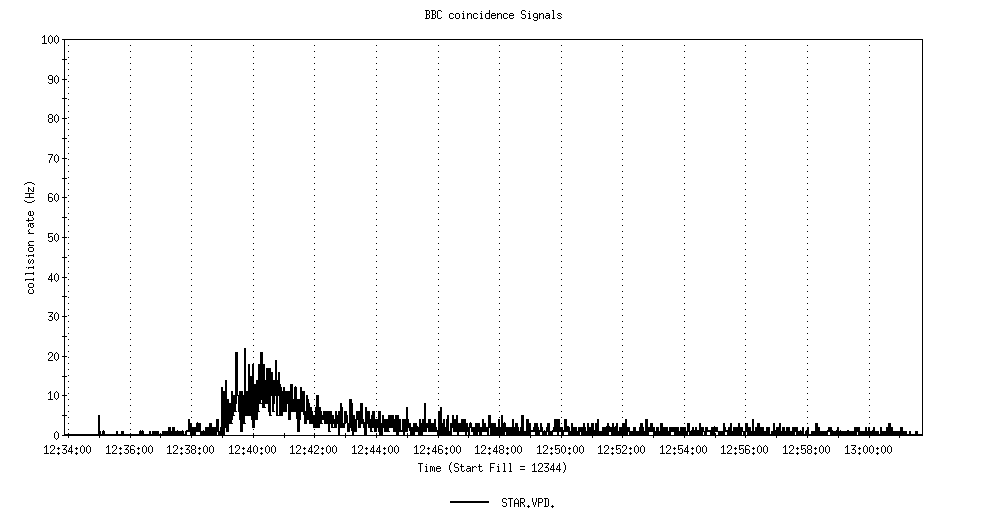 BBC coincidence Signals
100
90
80
70
60
50
40
30
20
10
0
collision rate (Hz)
12:34:00 12:36:00 12:38:00 12:40:00 12:42:00 12:44:00 12:46:00 12:48:00 12:50:00 12:52:00 12:54:00 12:56:00 12:58:00 13:00:00
Time (Start Fill = 12344)
STAR.VPD.